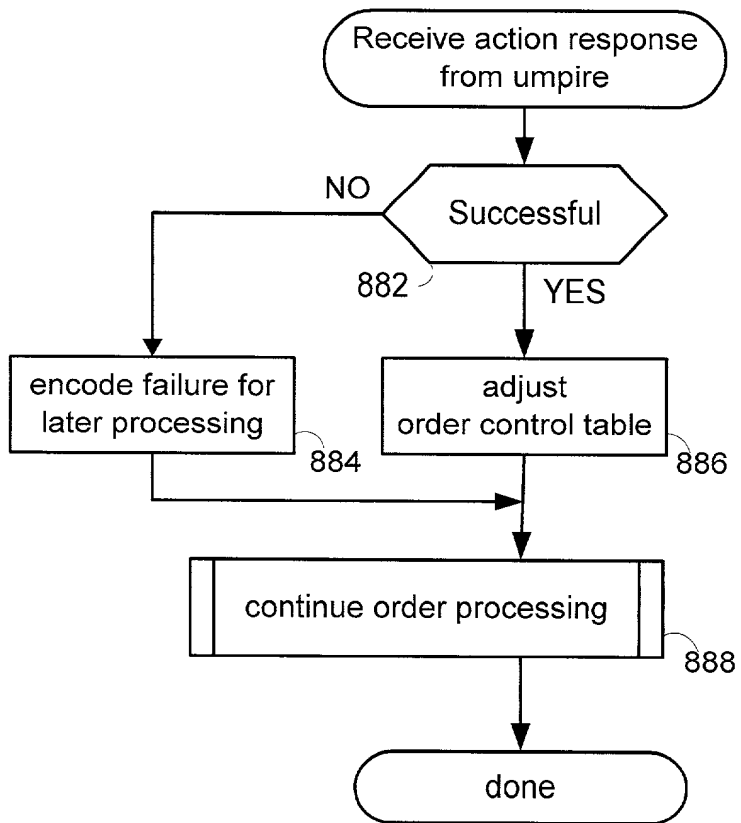 Receive action response
from umpire
NO
Successful
882
YES
encode failure for
later processing
884
adjust
order control table
886
continue order processing
888
done